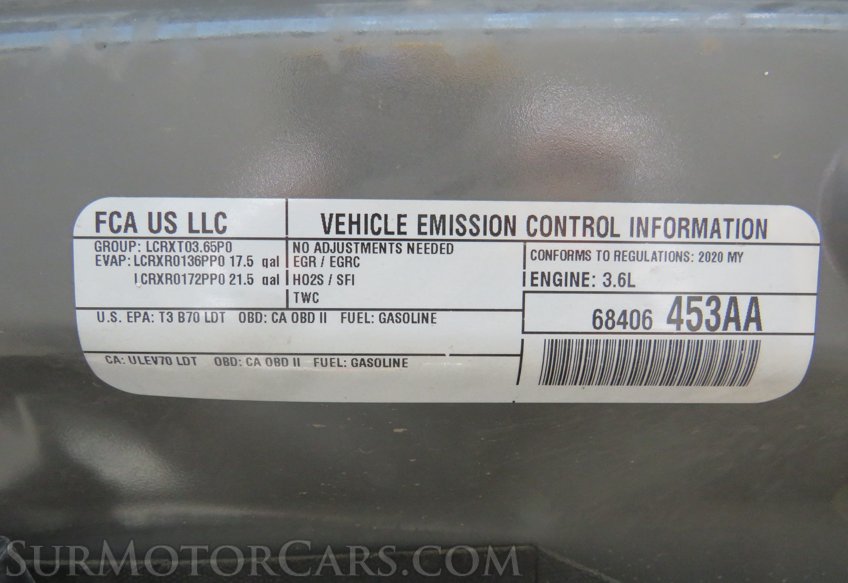 FCA US LLC
VEHICLE EMISSION CONTROL INFORMATION
GROUP: LCRXT03.65P0
EVAP: LCRXR0136PP0 17.5 gal
LCRXR0172PP0 21.5 gal
NO ADJUSTMENTS NEEDED
EGR / EGRC
HO2S / SFI
TWC
CONFORMS TO REGULATIONS: 2020 MY
ENGINE: 3.6L
U.S. EPA: T3 B70 LDT OBD: CA OBD II FUEL: GASOLINE
68406 453AA
CA: ULEV70 LDT OBD: CA OBD II FUEL: GASOLINE
SURMOTORCARS.COM